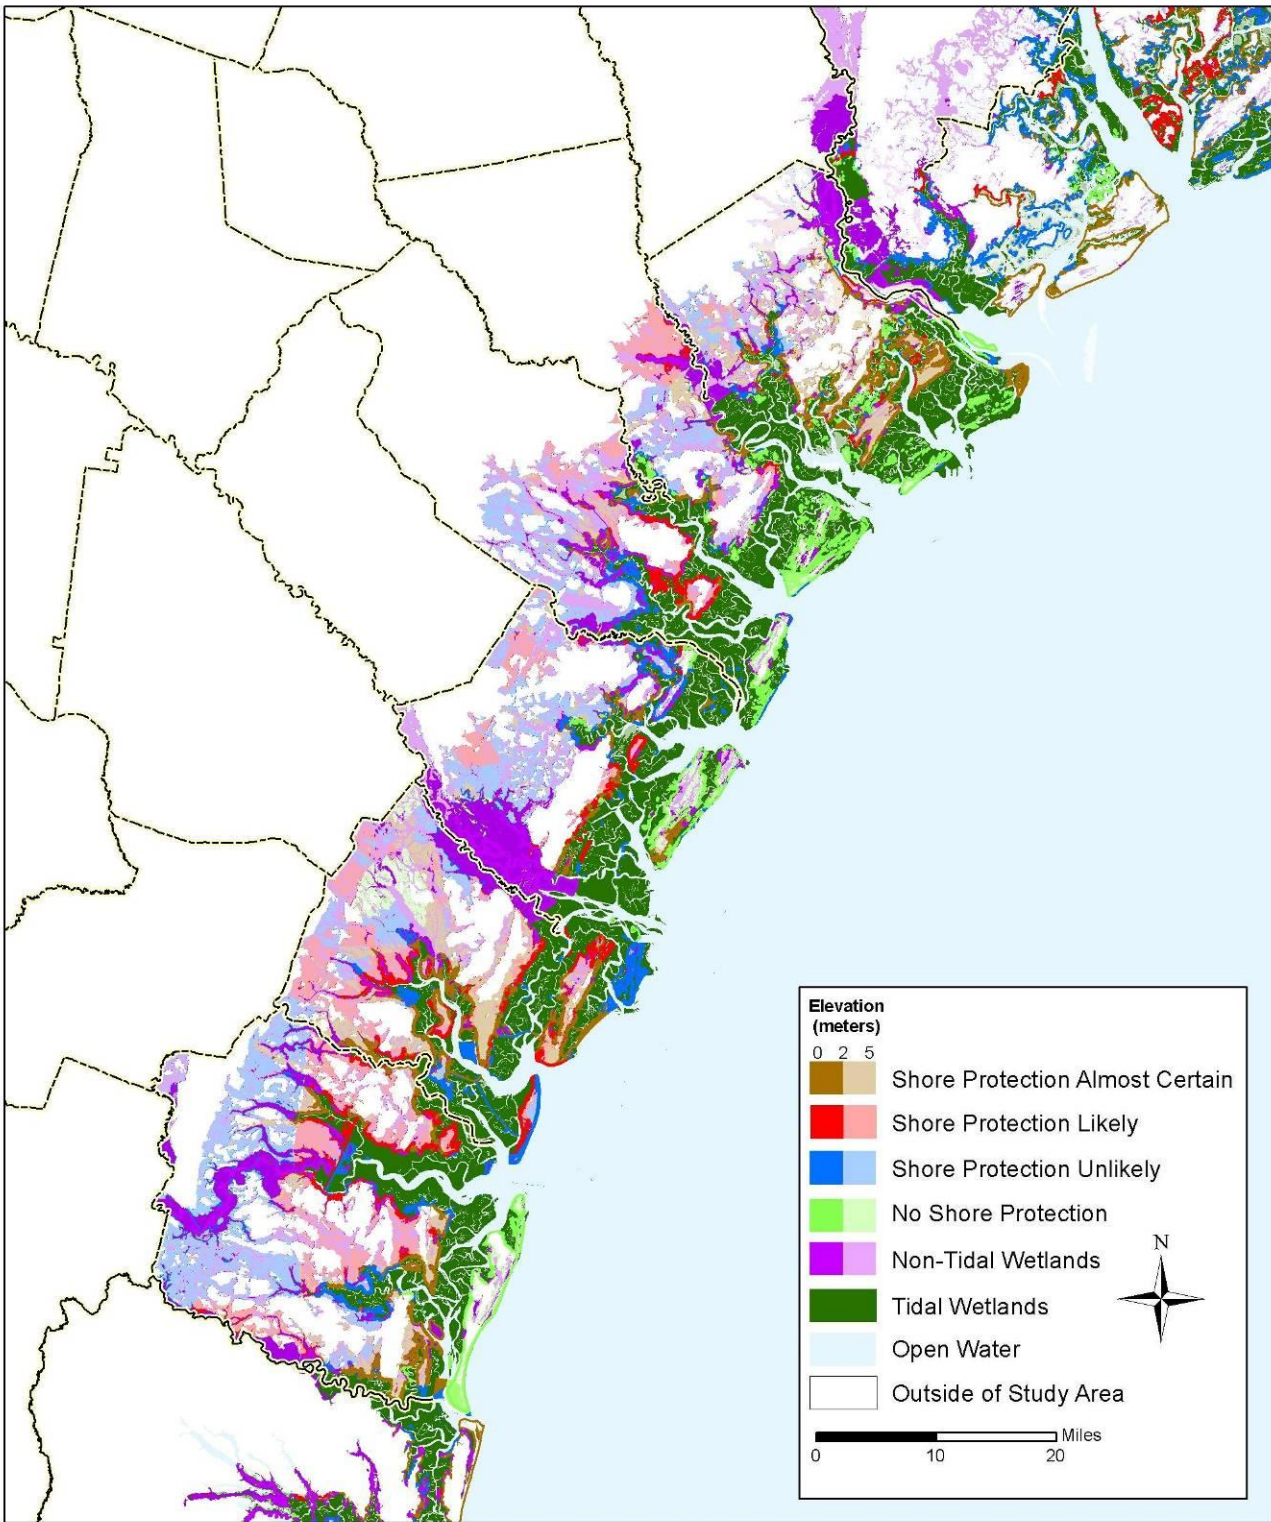 Elevation
(meters)
0 2 5
Shore Protection Almost Certain
Shore Protection Likely
Shore Protection Unlikely
No Shore Protection
Non-Tidal Wetlands
N
Tidal Wetlands
Open Water
Outside of Study Area
Miles
0 10 20